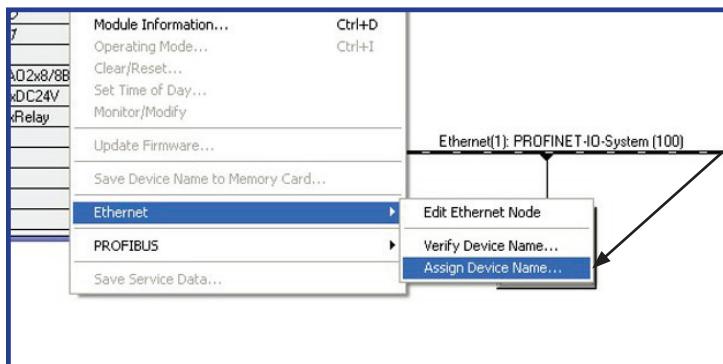 Module Information... Ctrl+D
Operating Mode... Ctrl+I
Clear/Reset...
AO2x8/8B
Set Time of Day...
xDC24V
Monitor/Modify
xRelay
Update Firmware...
Ethernet(1): PROFINET-IO-System (100)
Save Device Name to Memory Card...
Ethernet
Edit Ethernet Node
PROFIBUS
Verify Device Name...
Assign Device Name...
Save Service Data...